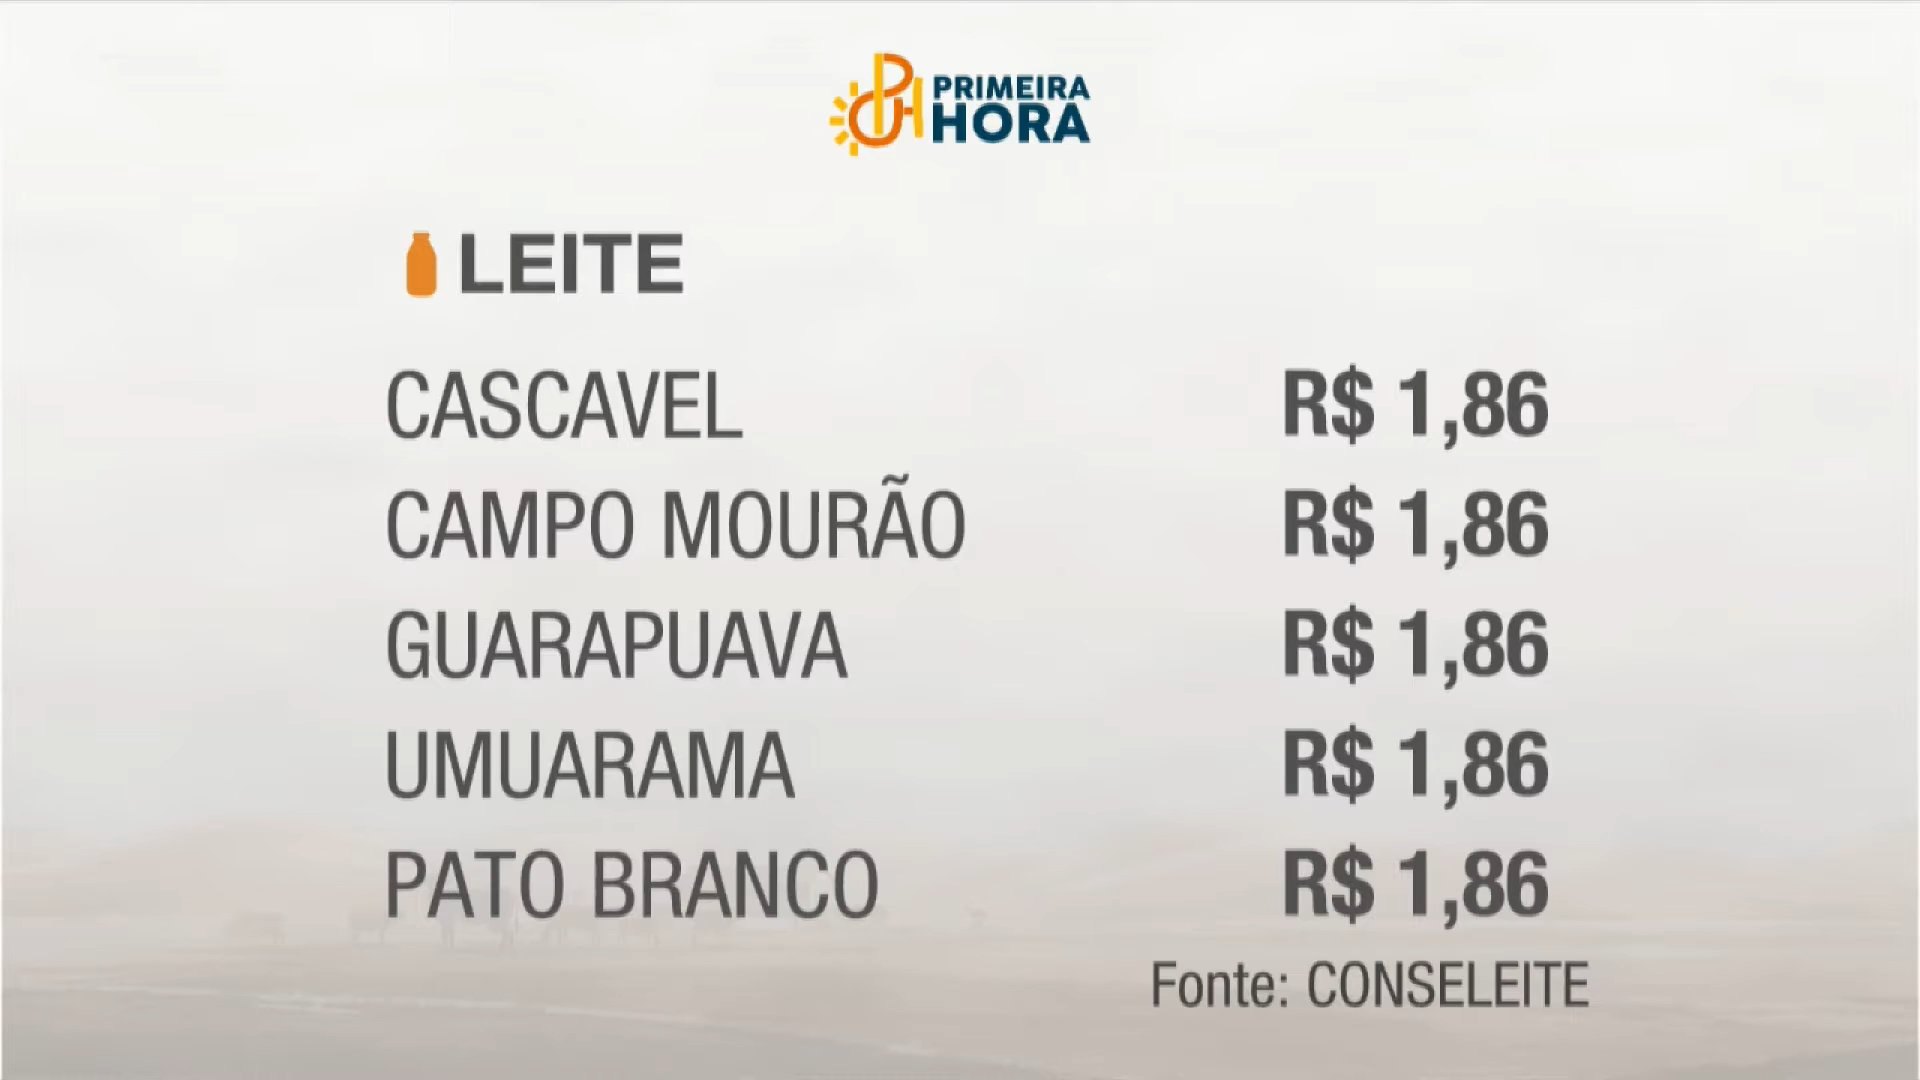 PRIMEIRA
HORA
LEITE
CASCAVEL R$ 1,86
CAMPO MOURÃO R$ 1,86
GUARAPUAVA R$ 1,86
UMUARAMA R$ 1,86
PATO BRANCO R$ 1,86
Fonte: CONSELEITE